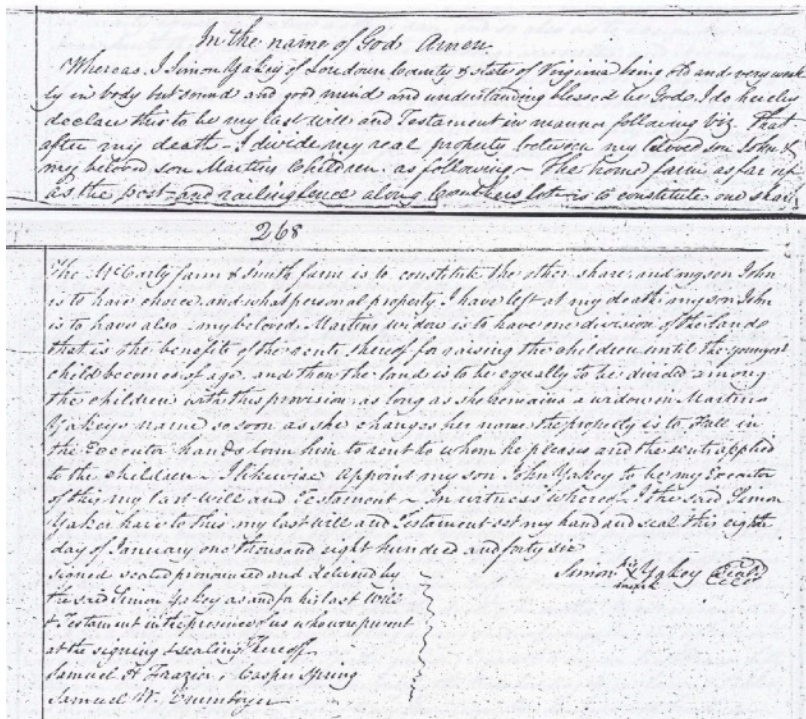 In the name of God Amen
Whereas I Simon Yakey of Loudoun County & state of Virginia being old and very weak
ly in body but sound and good mind and understanding blessed be God, I do hereby
declare this to be my last will and Testament in manner following viz. That
after my death - I divide my real property between my beloved son John &
my beloved son Martins Children as following - The home farm as far up
as the post and railing fence along lot is to constitute one share
268
The McCarty farm & Smith farm is to constitute the other share and my son John
is to have choice and what personal property I have left at my death my son John
is to have also my beloved Martins widow is to have one division of the lands
that is the benefits of the rents thereof for raising the children until the youngest
child becomes of age and then the land is to be equally to be divided among
the children with this provision as long as she remains a widow in Martins
Yakeys name so soon as she changes her name the property is to fall in
the Executor hands him to rent to whom he pleases and the rents applied
to the children - I likewise Appoint my son John Yakey to be my Executor
of this my last will and Testament - In witness whereof I the said Simon
Yakey have to this my last will and Testament set my hand and seal this eighth
day of January one thousand eight hundred and forty six
Simon his X mark Yakey Seal
signed sealed pronounced and by
the said Simon Yakey as and for his last will
& Testament in the presence of us who were present
at the signing & sealing thereof
Samuel A Frazier, Casper Spring
Samuel W.